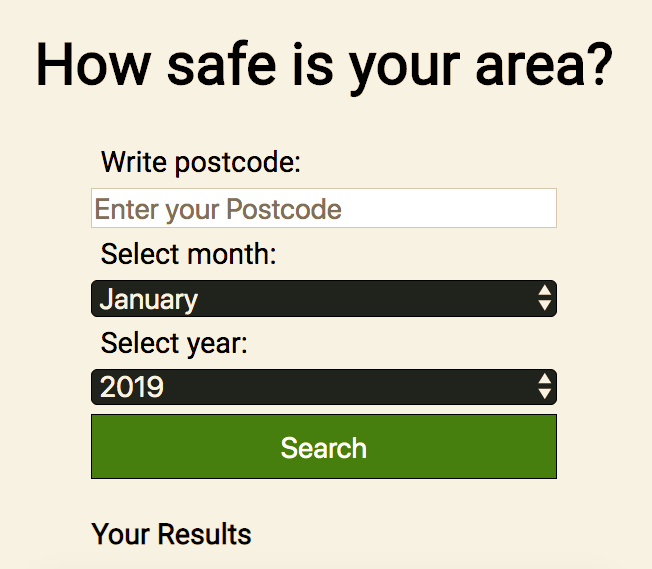 How safe is your area?
Write postcode:
Enter your Postcode
Select month:
January
Select year:
2019
Search
Your Results